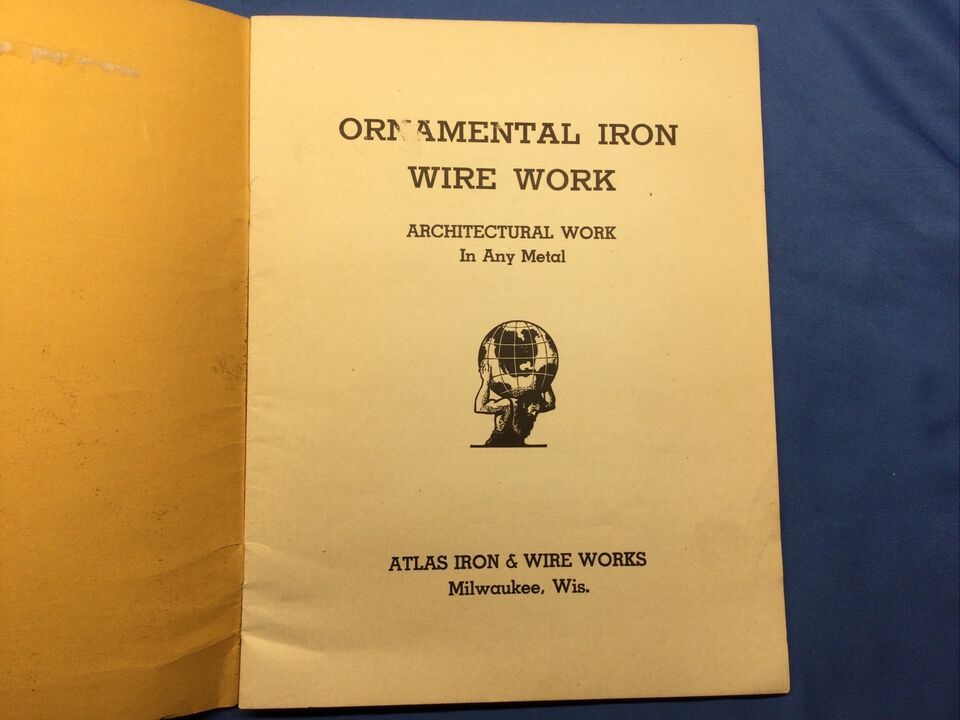 ORNAMENTAL IRON
WIRE WORK
ARCHITECTURAL WORK
In Any Metal
ATLAS IRON & WIRE WORKS
Milwaukee, Wis.